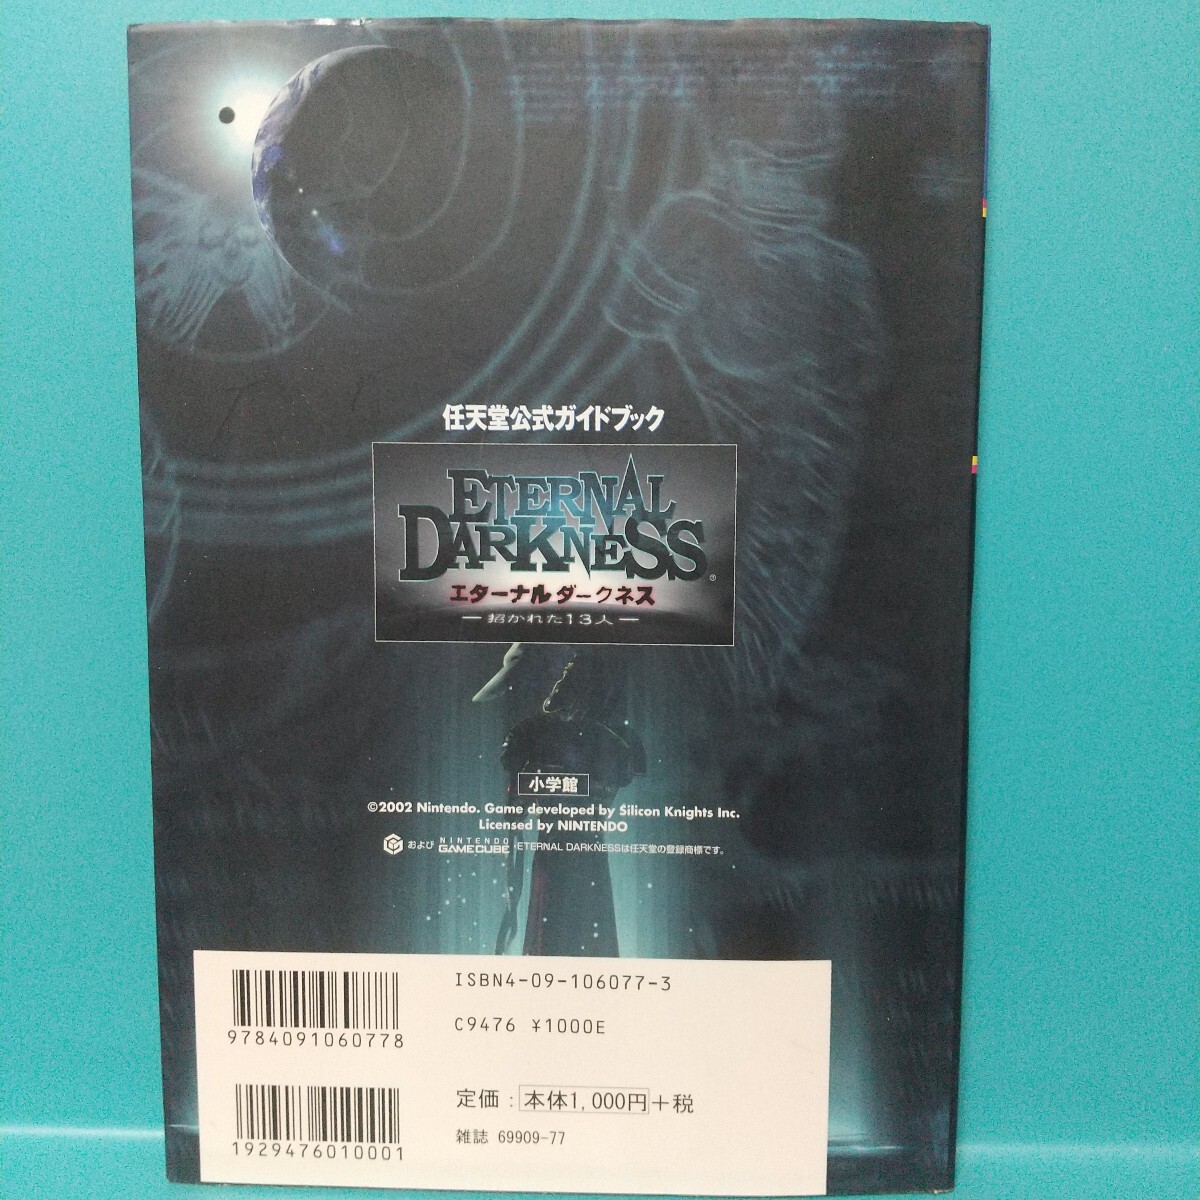 任天堂公式ガイドブック
ETERNAL
DARKNESS®
エターナルダークネス
―招かれた13人―
小学館
©2002 Nintendo. Game developed by Silicon Knights Inc.
Licensed by NINTENDO
および NINTENDO GAMECUBE・ETERNAL DARKNESSは任天堂の登録商標です。
ISBN4-09-106077-3
C9476 ¥1000E
9784091060778
定価：本体1,000円+税
雑誌 69909-77
1929476010001